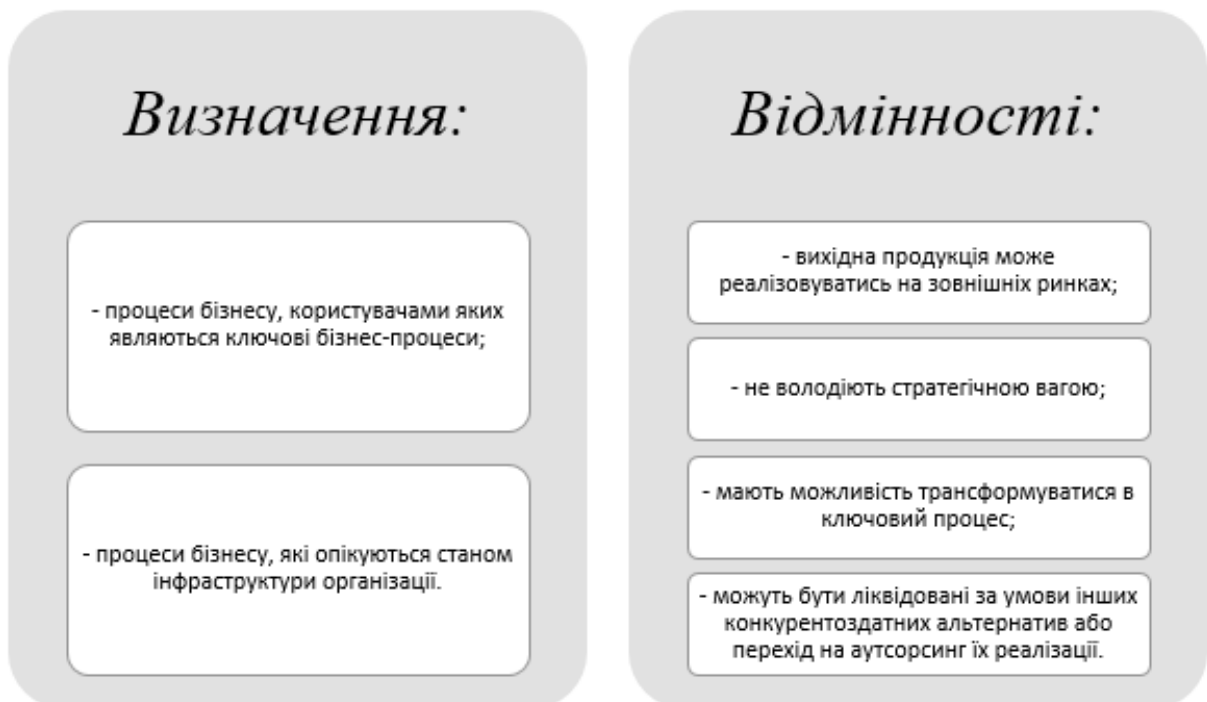 Визначення:
- процеси бізнесу, користувачами яких
являються ключові бізнес-процеси;
- процеси бізнесу, які опікуються станом
інфраструктури організації.
Відмінності:
- вихідна продукція може
реалізовуватись на зовнішніх ринках;
- не володіють стратегічною вагою;
- мають можливість трансформуватися в
ключовий процес;
- можуть бути ліквідовані за умови інших
конкурентоздатних альтернатив або
перехід на аутсорсинг їх реалізації.